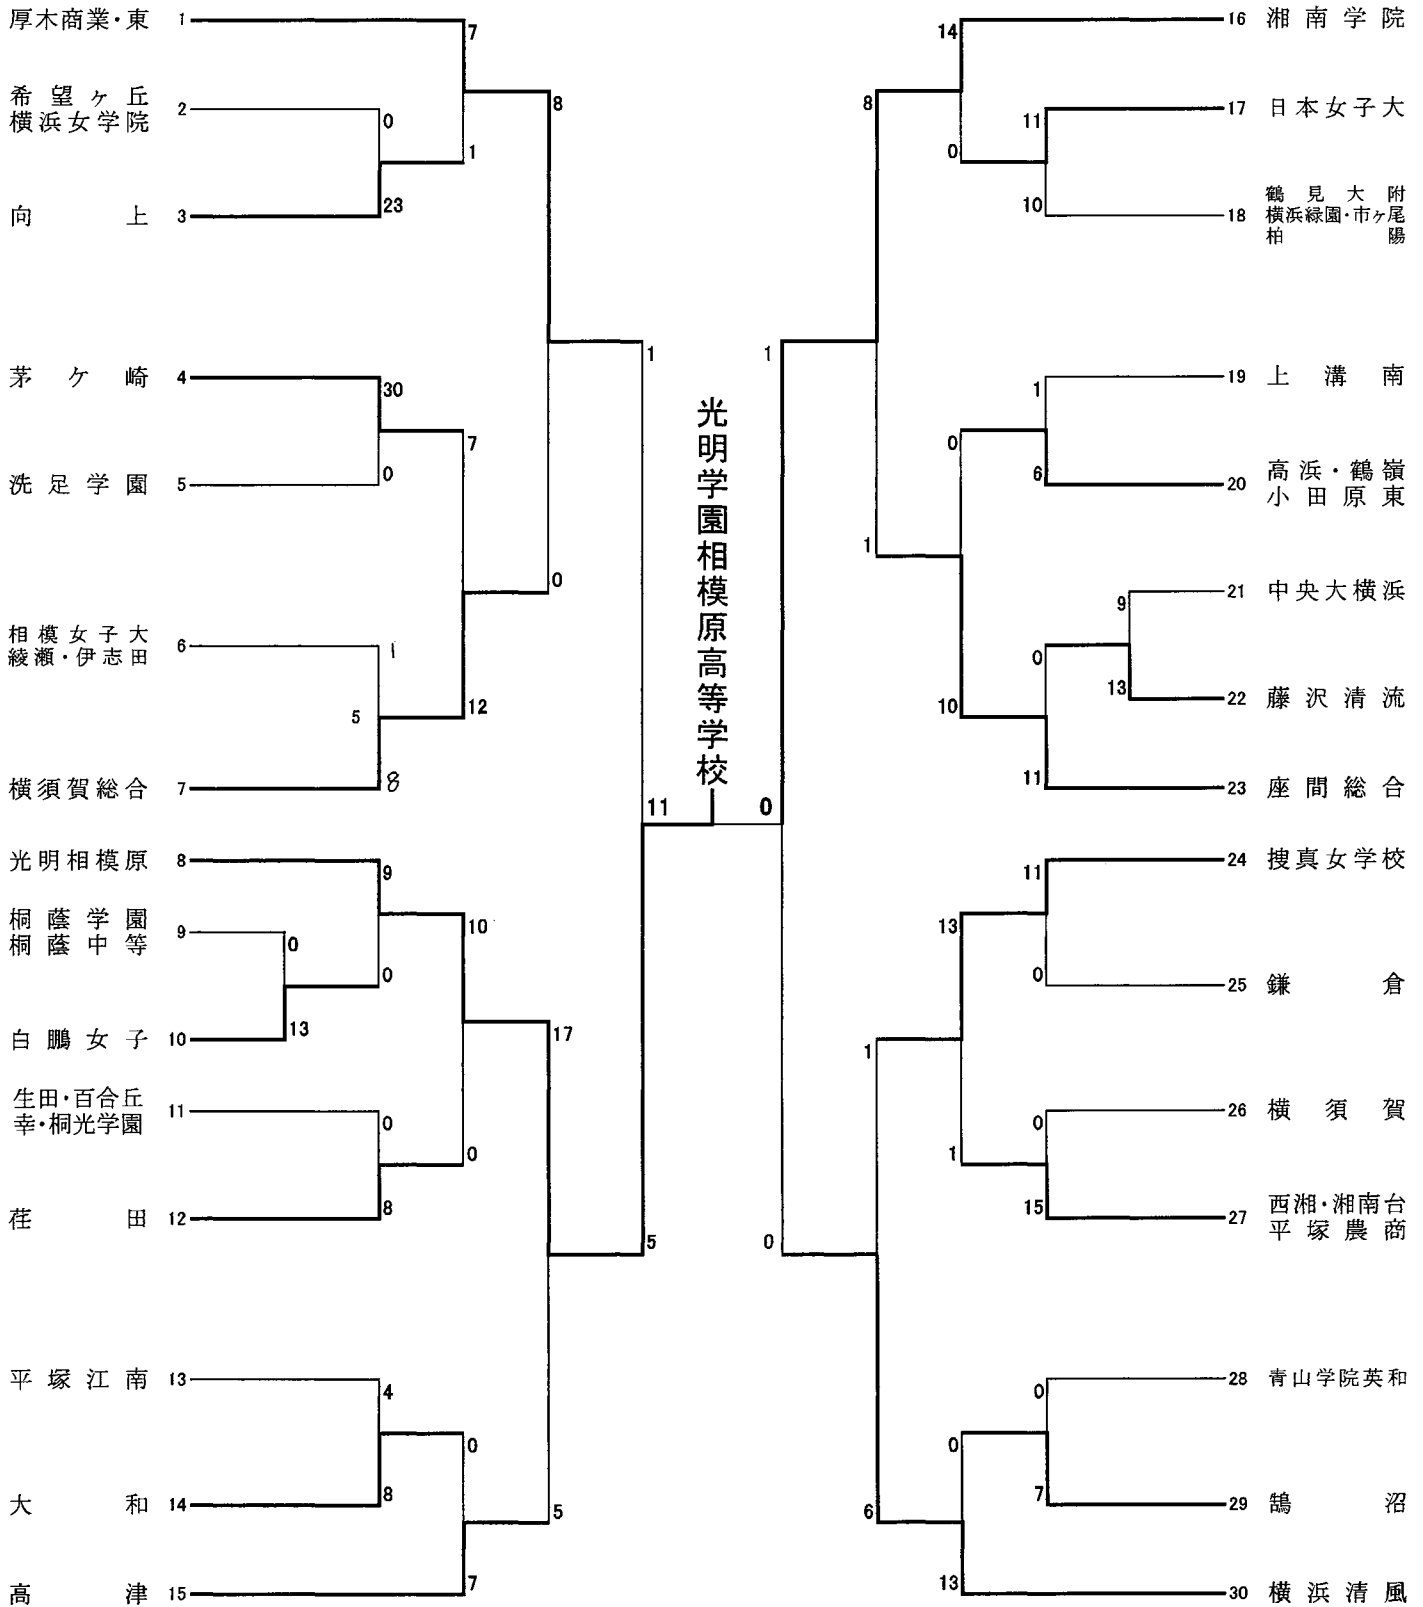 厚木商業・東 1
希望ヶ丘
横浜女学院 2
向上 3
茅ケ崎 4
洗足学園 5
相模女子大
綾瀬・伊志田 6
横須賀総合 7
光明相模原 8
桐蔭学園
桐蔭中等 9
白鵬女子 10
生田・百合丘
幸・桐光学園 11
荏田 12
平塚江南 13
大和 14
高津 15
7
1
0
23
8
30
0
7
0
1
5
8
12
1
9
0
13
0
10
0
8
0
17
4
8
0
7
5
5
11
光明学園相模原高等学校
0
1
8
14
0
11
10
1
0
1
6
9
13
0
10
11
11
13
0
1
0
1
15
0
0
0
7
6
13
16 湘南学院
17 日本女子大
18 鶴見大附
横浜緑園・市ヶ尾
柏陽
19 上溝南
20 高浜・鶴嶺
小田原東
21 中央大横浜
22 藤沢清流
23 座間総合
24 捜真女学校
25 鎌倉
26 横須賀
27 西湘・湘南台
平塚農商
28 青山学院英和
29 鵠沼
30 横浜清風